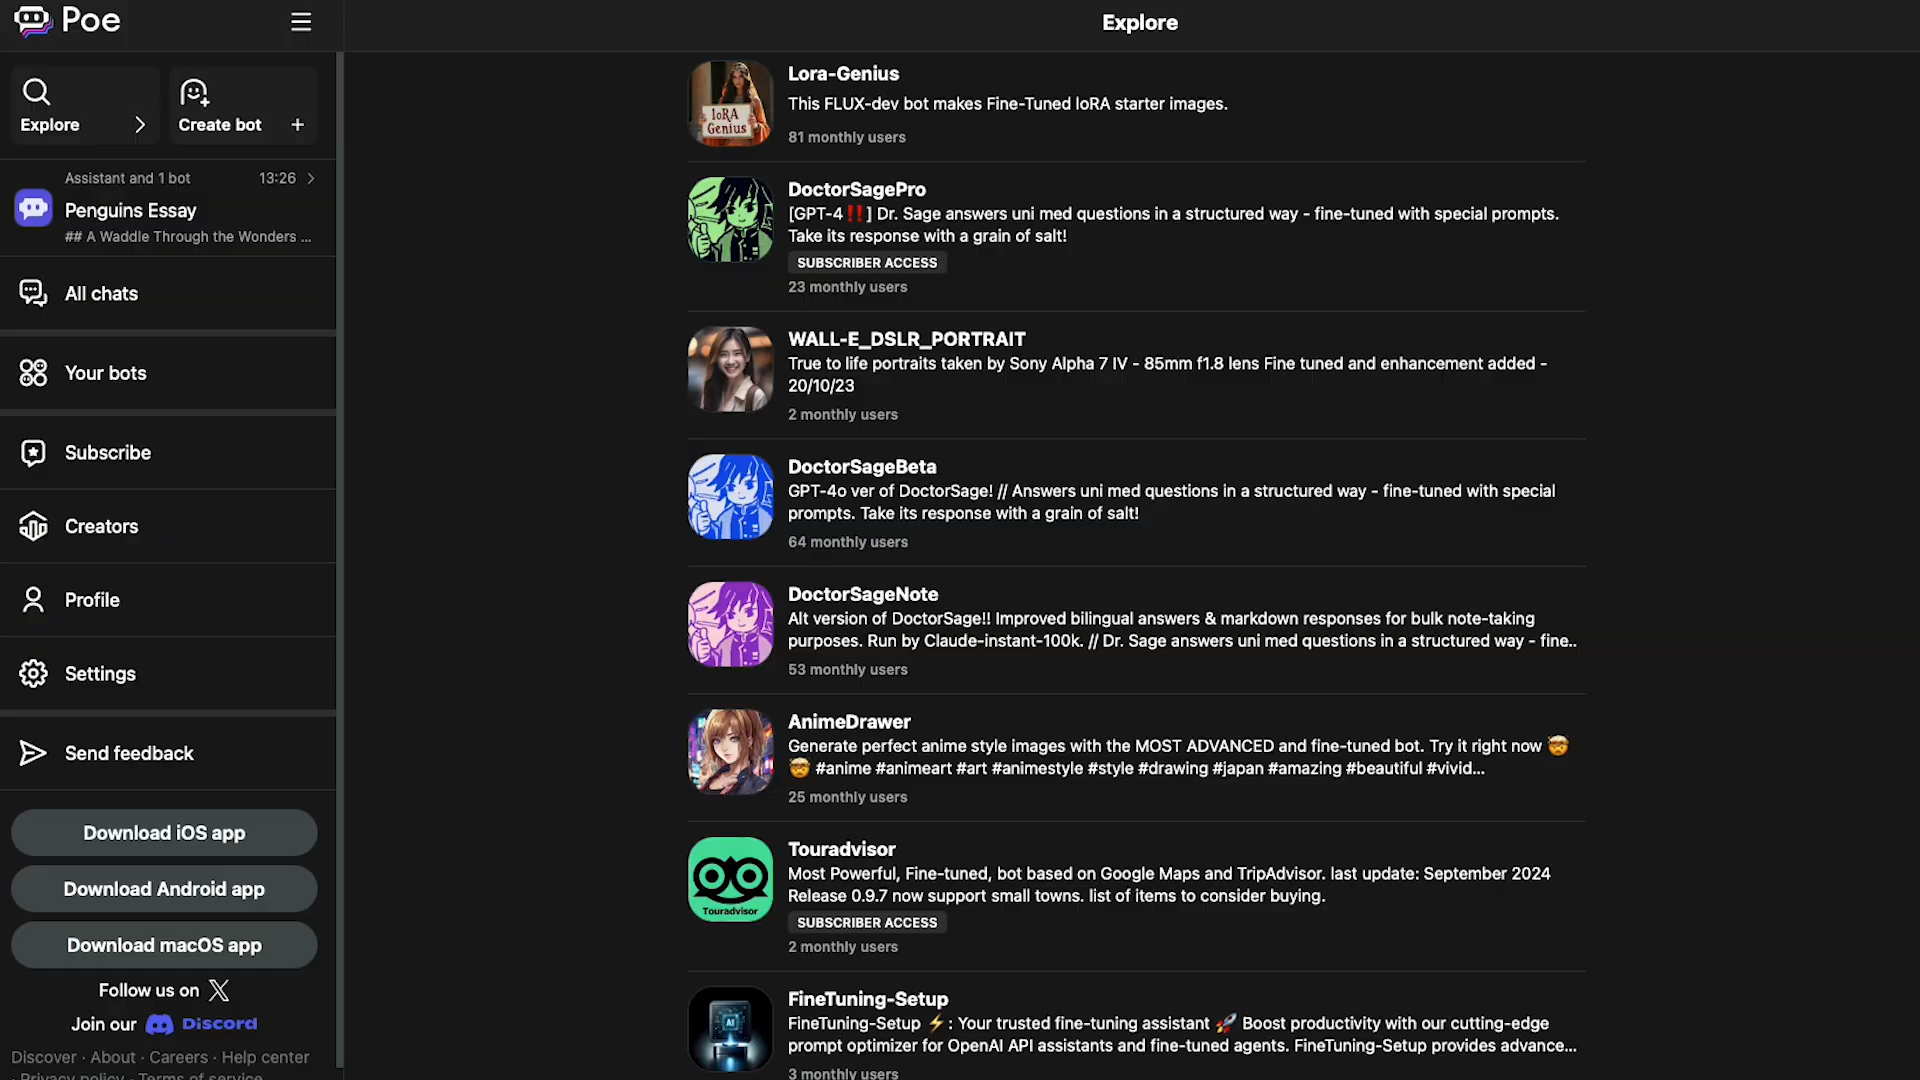 Poe
Explore
Create bot +
Assistant and 1 bot 13:26
Penguins Essay
## A Waddle Through the Wonders ...
All chats
Your bots
Subscribe
Creators
Profile
Settings
Send feedback
Download iOS app
Download Android app
Download macOS app
Follow us on X
Join our Discord
Discover · About · Careers · Help center
· Privacy policy · Terms of service
Explore
loRA
Genius
Lora-Genius
This FLUX-dev bot makes Fine-Tuned loRA starter images.
81 monthly users
DoctorSagePro
[GPT-4‼️] Dr. Sage answers uni med questions in a structured way - fine-tuned with special prompts.
Take its response with a grain of salt!
SUBSCRIBER ACCESS
23 monthly users
WALL-E_DSLR_PORTRAIT
True to life portraits taken by Sony Alpha 7 IV - 85mm f1.8 lens Fine tuned and enhancement added -
20/10/23
2 monthly users
DoctorSageBeta
GPT-4o ver of DoctorSage! // Answers uni med questions in a structured way - fine-tuned with special
prompts. Take its response with a grain of salt!
64 monthly users
DoctorSageNote
Alt version of DoctorSage!! Improved bilingual answers & markdown responses for bulk note-taking
purposes. Run by Claude-instant-100k. // Dr. Sage answers uni med questions in a structured way - fine..
53 monthly users
AnimeDrawer
Generate perfect anime style images with the MOST ADVANCED and fine-tuned bot. Try it right now 🤯
🤯 #anime #animeart #art #animestyle #style #drawing #japan #amazing #beautiful #vivid...
25 monthly users
Touradvisor
Touradvisor
Most Powerful, Fine-tuned, bot based on Google Maps and TripAdvisor. last update: September 2024
Release 0.9.7 now support small towns. list of items to consider buying.
SUBSCRIBER ACCESS
2 monthly users
AI
FineTuning-Setup
FineTuning-Setup ⚡: Your trusted fine-tuning assistant 🚀 Boost productivity with our cutting-edge
prompt optimizer for OpenAI API assistants and fine-tuned agents. FineTuning-Setup provides advance...
3 monthly users